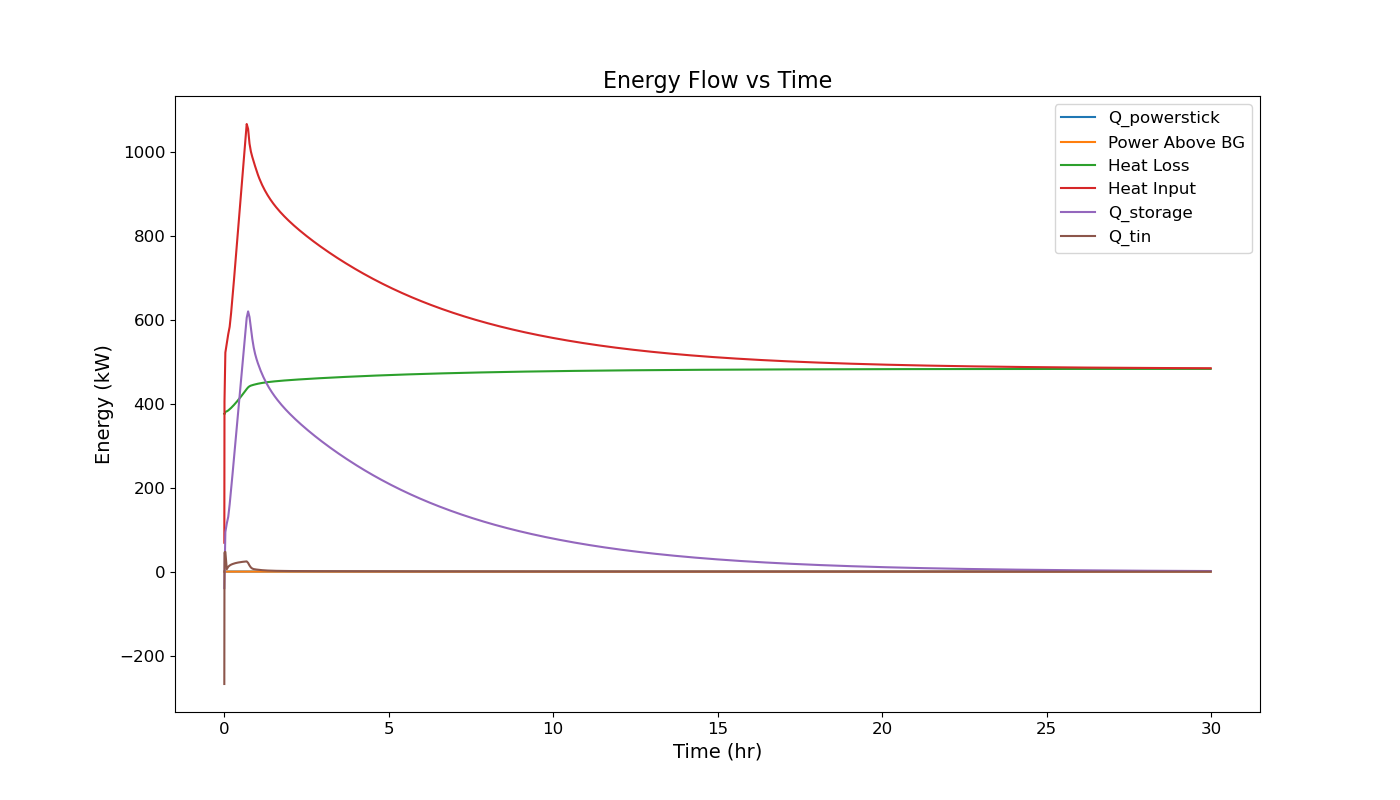 Energy Flow vs Time
Q_powerstick
Power Above BG
Heat Loss
Heat Input
Q_storage
Q_tin
Energy (kW)
1000
800
600
400
200
0
−200
0 5 10 15 20 25 30
Time (hr)